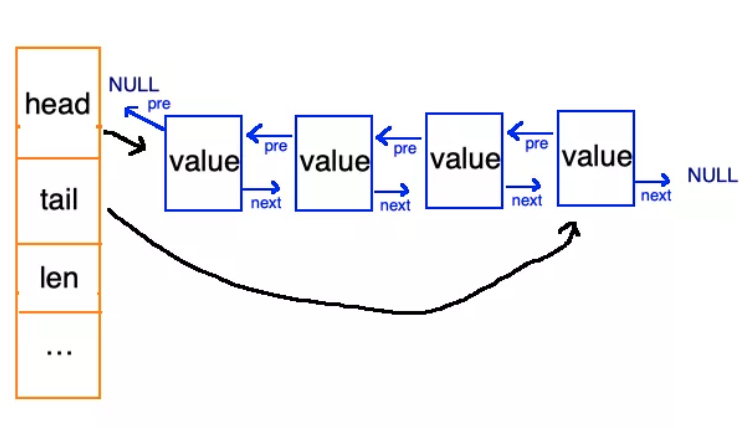 NULL
head
pre
value
pre
value
pre
value
pre
value
next
next
next
next
NULL
tail
len
...